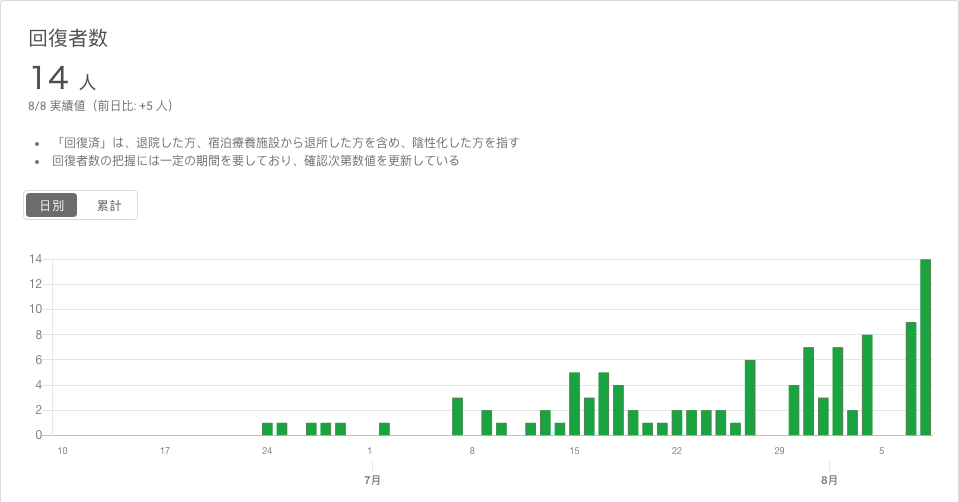 回復者数
14 人
8/8 実績値（前日比: +5 人）
• 「回復済」は、退院した方、宿泊療養施設から退所した方を含め、陰性化した方を指す
• 回復者数の把握には一定の期間を要しており、確認次第数値を更新している
日別 累計
14
12
10
8
6
4
2
0
10 17 24 1 8 15 22 29 5
7月 8月